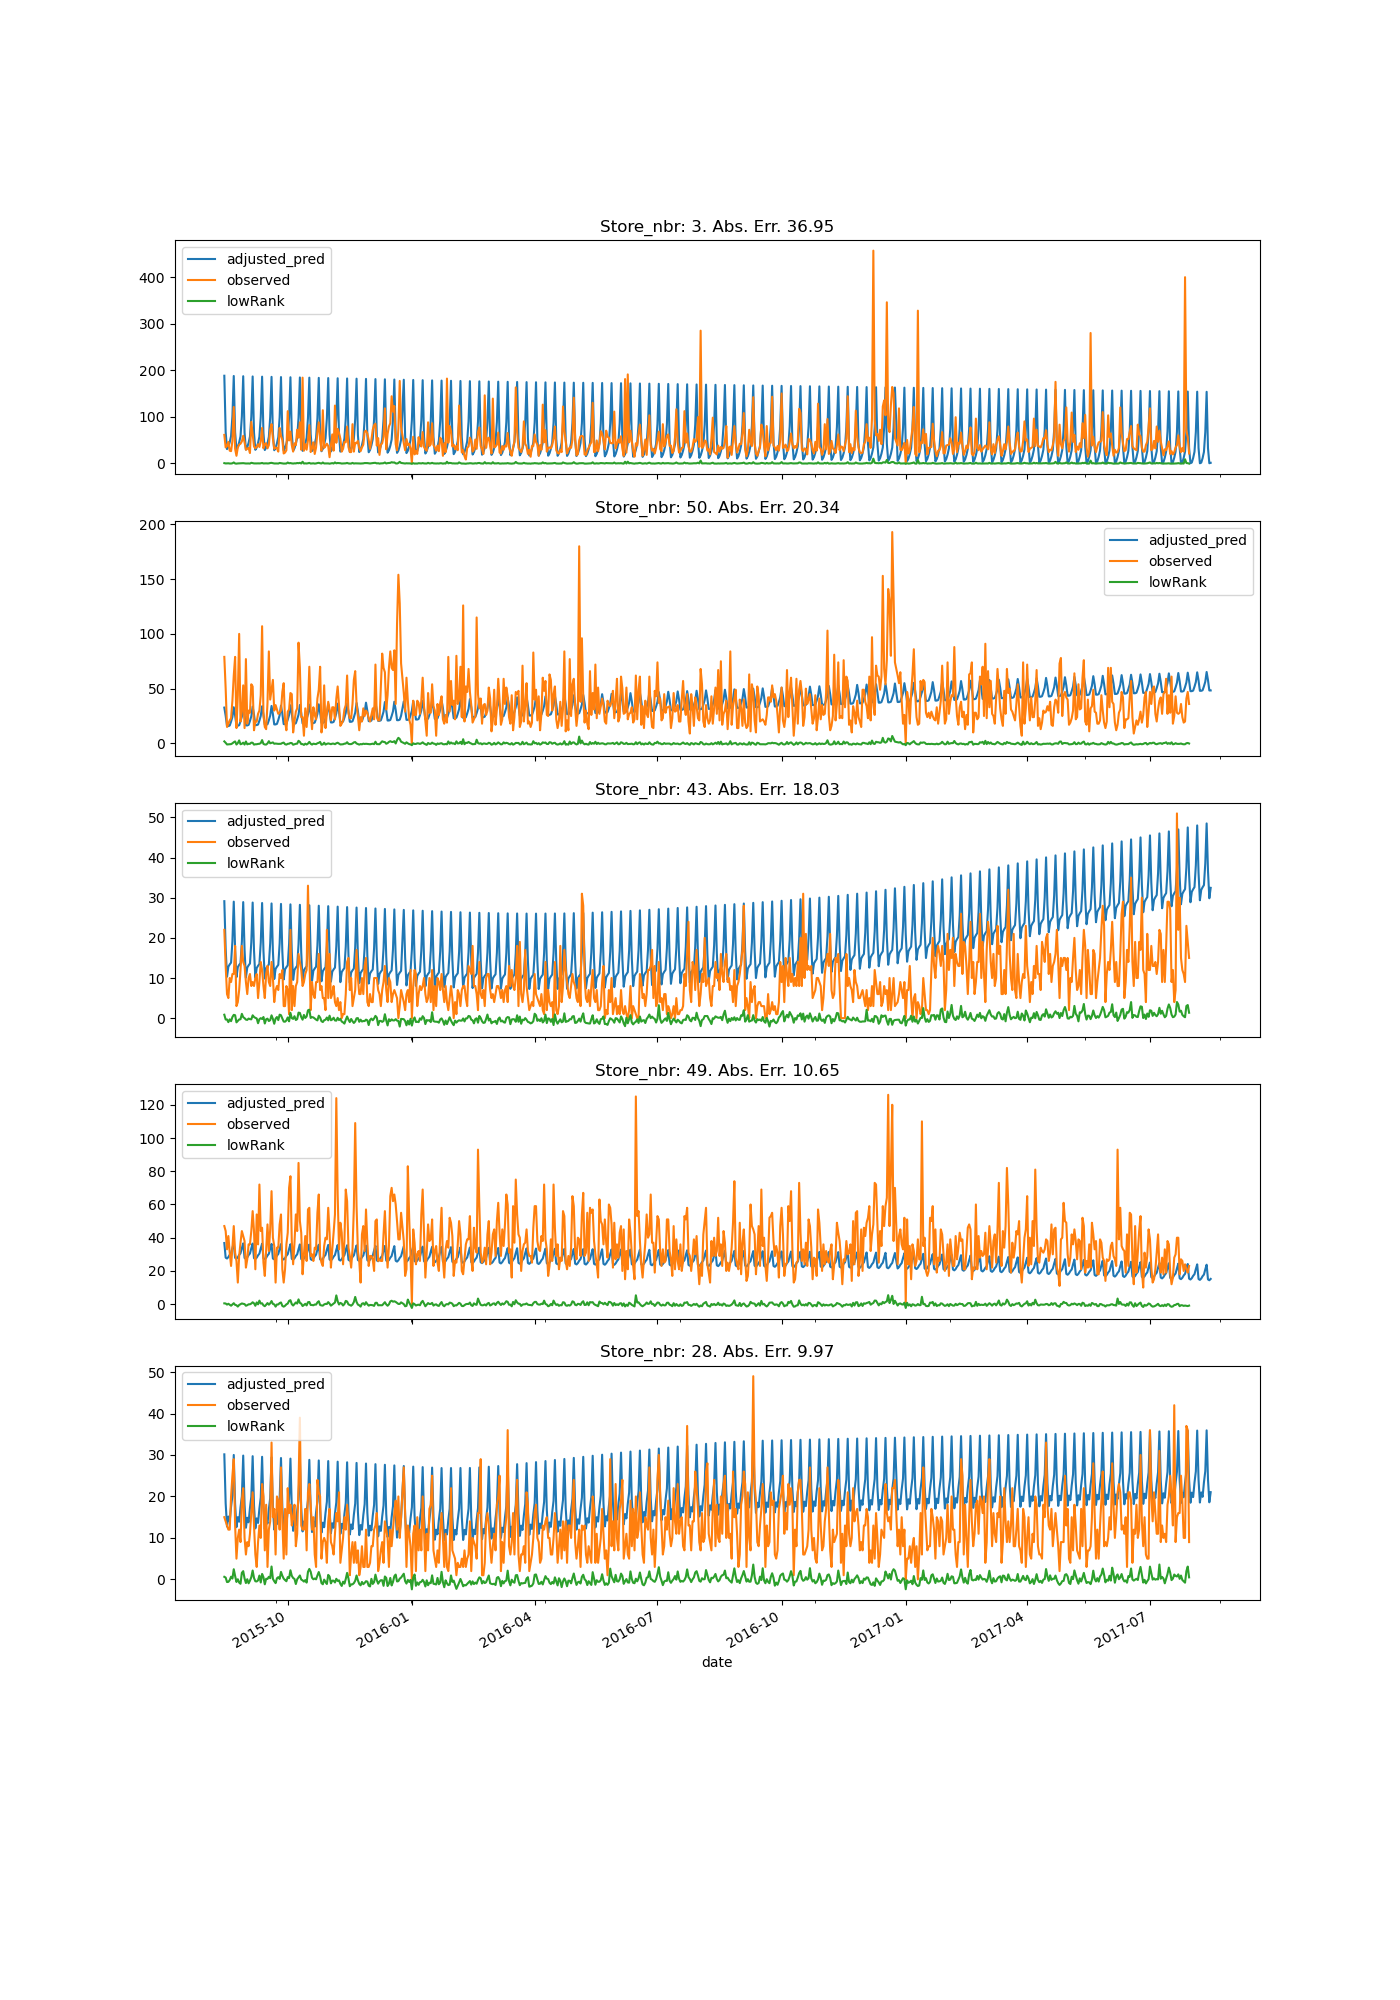 Store_nbr: 3. Abs. Err. 36.95
adjusted_pred
observed
lowRank
400
300
200
100
0
Store_nbr: 50. Abs. Err. 20.34
adjusted_pred
observed
lowRank
200
150
100
50
0
Store_nbr: 43. Abs. Err. 18.03
adjusted_pred
observed
lowRank
50
40
30
20
10
0
Store_nbr: 49. Abs. Err. 10.65
adjusted_pred
observed
lowRank
120
100
80
60
40
20
0
Store_nbr: 28. Abs. Err. 9.97
adjusted_pred
observed
lowRank
50
40
30
20
10
0
2015-10
2016-01
2016-04
2016-07
2016-10
2017-01
2017-04
2017-07
date